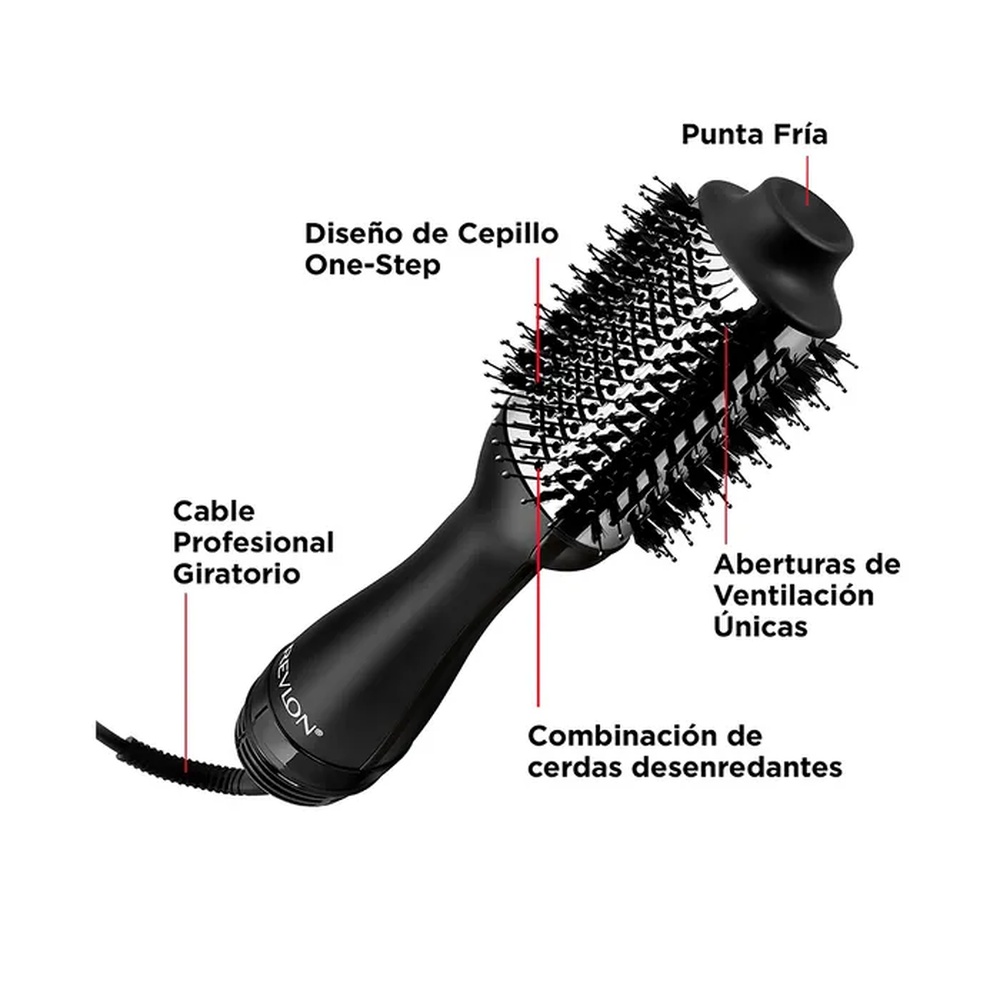 Punta Fría
Diseño de Cepillo
One-Step
Cable
Profesional
Giratorio
Aberturas de
Ventilación
Únicas
REVLON®
Combinación de
cerdas desenredantes